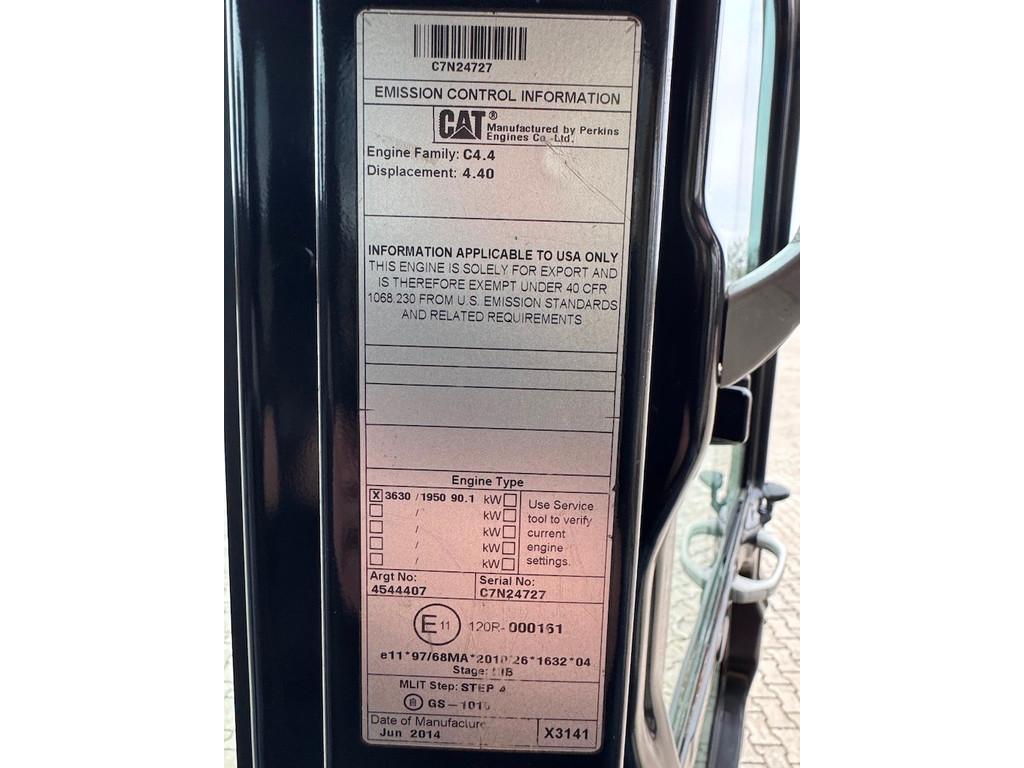 C7N24727
EMISSION CONTROL INFORMATION
CAT®
Manufactured by Perkins
Engines Co. Ltd.
Engine Family: C4.4
Displacement: 4.40
INFORMATION APPLICABLE TO USA ONLY
THIS ENGINE IS SOLELY FOR EXPORT AND
IS THEREFORE EXEMPT UNDER 40 CFR
1068.230 FROM U.S. EMISSION STANDARDS
AND RELATED REQUIREMENTS
Engine Type
X 3630 / 1950 90.1 kW
/ kW
/ kW
/ kW
/ kW
Use Service
tool to verify
current
engine
settings.
Argt No:
4544407
Serial No:
C7N24727
E 11 120R-000161
e11*97/68MA*2010*26*1632*04
Stage: IIIB
MLIT Step: STEP 4
GS-1015
Date of Manufacture
Jun 2014
X3141